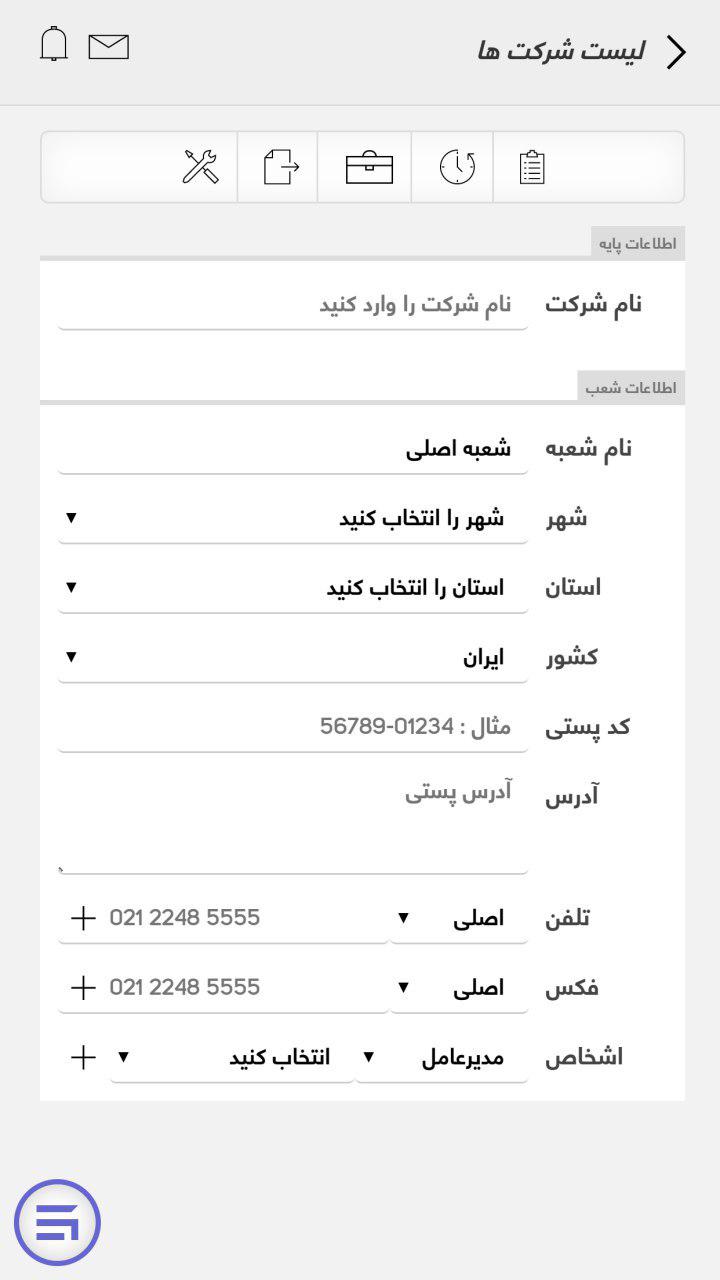 لیست شرکت ها
اطلاعات پایه
نام شرکت نام شرکت را وارد کنید
اطلاعات شعب
نام شعبه شعبه اصلی
شهر شهر را انتخاب کنید
استان استان را انتخاب کنید
کشور ایران
کد پستی مثال : 01234-56789
آدرس آدرس پستی
تلفن اصلی 021 2248 5555
فکس اصلی 021 2248 5555
اشخاص مدیرعامل انتخاب کنید